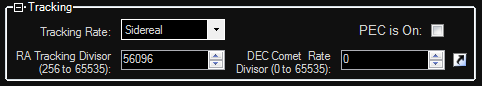 Tracking
Tracking Rate: Sidereal PEC is On:
RA Tracking Divisor (256 to 65535): 56096 DEC Comet Rate Divisor (0 to 65535): 0